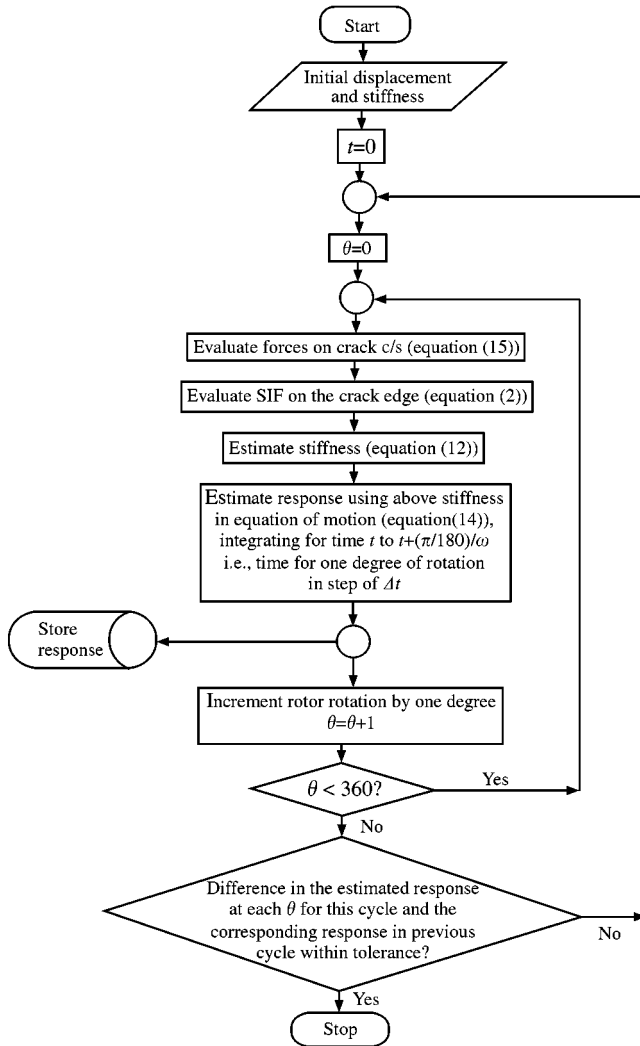 Start
Initial displacement
and stiffness
t=0
θ=0
Evaluate forces on crack c/s (equation (15))
Evaluate SIF on the crack edge (equation (2))
Estimate stiffness (equation (12))
Estimate response using above stiffness
in equation of motion (equation(14)),
integrating for time t to t+(π/180)/ω
i.e., time for one degree of rotation
in step of Δt
Store
response
Increment rotor rotation by one degree
θ=θ+1
θ < 360?
Yes
No
Difference in the estimated response
at each θ for this cycle and the
corresponding response in previous
cycle within tolerance?
No
Yes
Stop